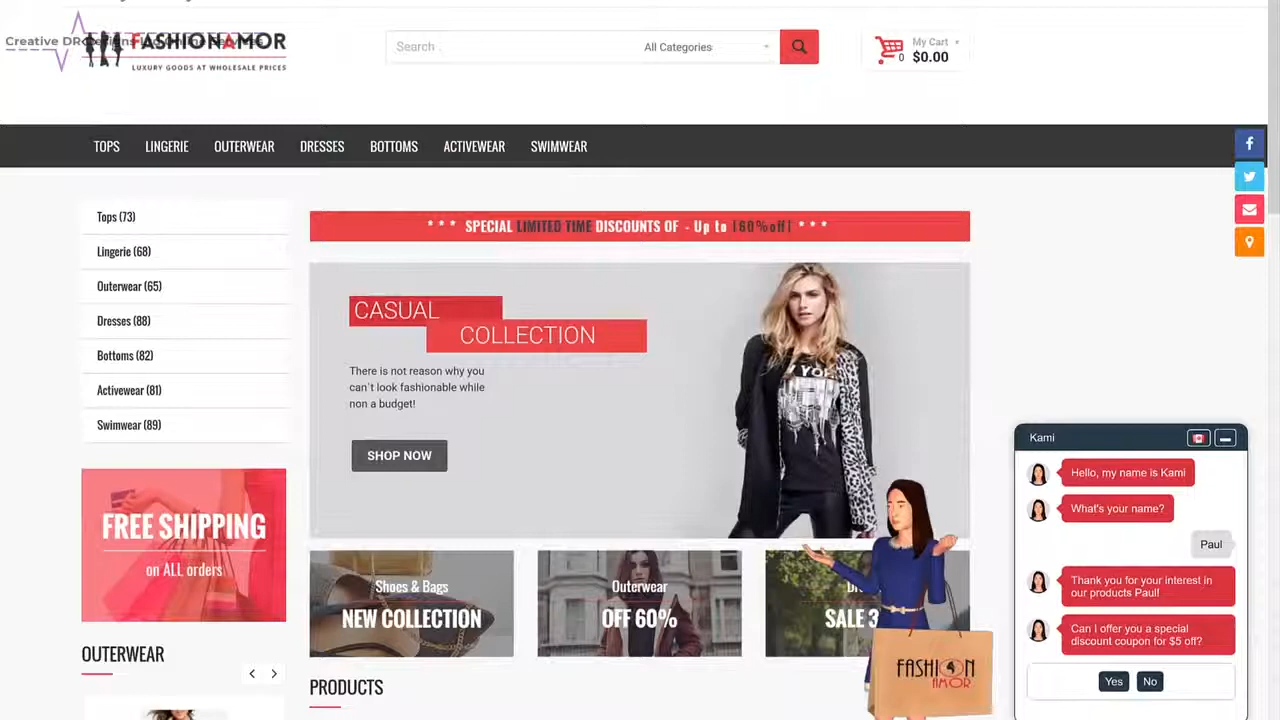 Creative DR
FASHIONAMOR
LUXURY GOODS AT WHOLESALE PRICES
Search
All Categories
My Cart
0 $0.00
TOPS LINGERIE OUTERWEAR DRESSES BOTTOMS ACTIVEWEAR SWIMWEAR
Tops (73)
Lingerie (68)
Outerwear (65)
Dresses (88)
Bottoms (82)
Activewear (81)
Swimwear (89)
FREE SHIPPING
on ALL orders
OUTERWEAR
* * * SPECIAL LIMITED TIME DISCOUNTS OF - Up to |60%off| * * *
CASUAL
COLLECTION
There is not reason why you
can't look fashionable while
non a budget!
SHOP NOW
Shoes & Bags
NEW COLLECTION
Outerwear
OFF 60%
SALE 3
PRODUCTS
FASHION
AMOR
Kami
Hello, my name is Kami
What's your name?
Paul
Thank you for your interest in
our products Paul!
Can I offer you a special
discount coupon for $5 off?
Yes No